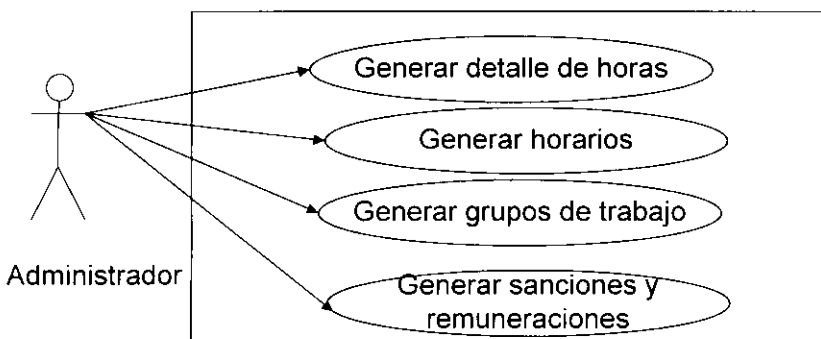 Generar detalle de horas
Generar horarios
Generar grupos de trabajo
Administrador
Generar sanciones y
remuneraciones